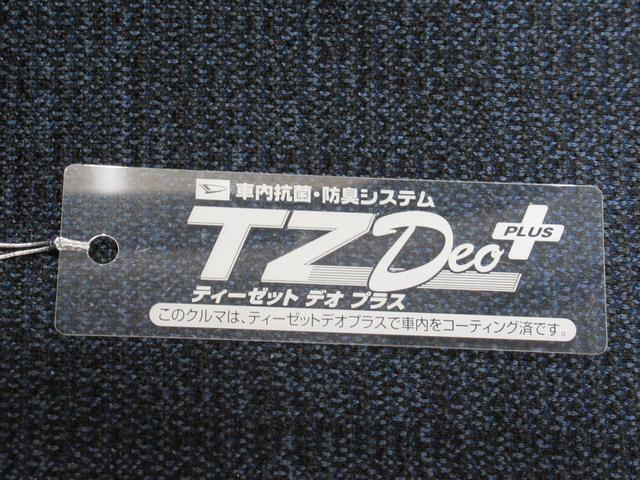 車内抗菌・防臭システム
TZ Deo PLUS
ティーゼット デオ プラス
このクルマは、ティーゼットデオプラスで車内をコーティング済です。